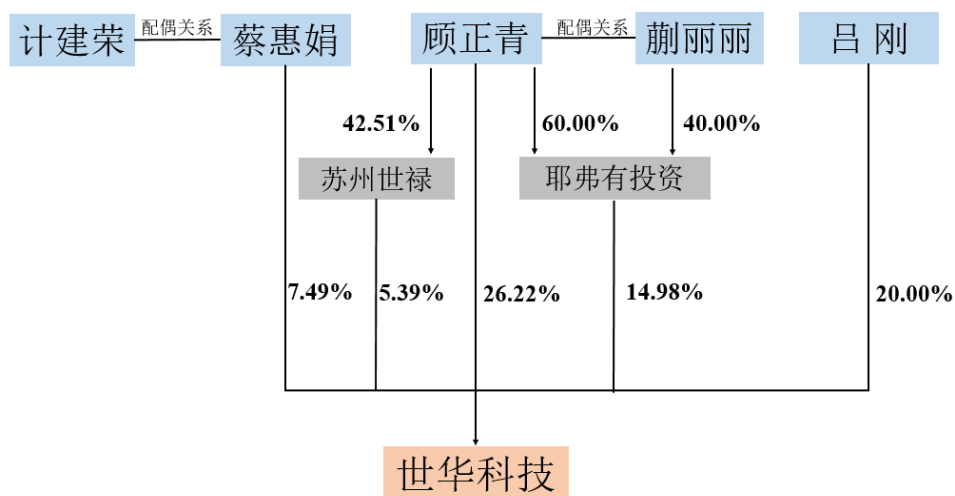 计建荣
配偶关系
蔡惠娟
顾正青
配偶关系
蒯丽丽
吕 刚
42.51%
60.00%
40.00%
苏州世禄
耶弗有投资
7.49%
5.39%
26.22%
14.98%
20.00%
世华科技